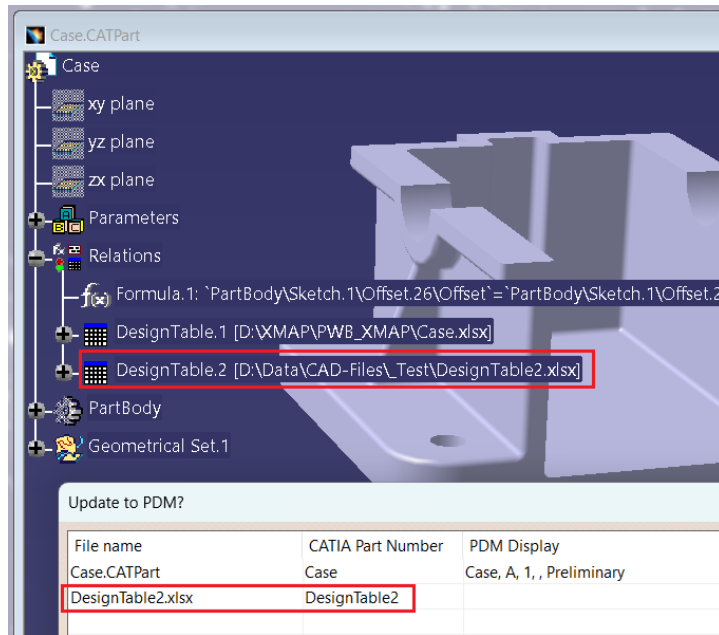 Case.CATPart
Case
xy plane
yz plane
zx plane
Parameters
Relations
f(x) Formula.1: `PartBody\Sketch.1\Offset.26\Offset`=`PartBody\Sketch.1\Offset.2
DesignTable.1 [D:\XMAP\PWB_XMAP\Case.xlsx]
DesignTable.2 [D:\Data\CAD-Files\_Test\DesignTable2.xlsx]
PartBody
Geometrical Set.1
Update to PDM?
File name CATIA Part Number PDM Display
Case.CATPart Case Case, A, 1, , Preliminary
DesignTable2.xlsx DesignTable2